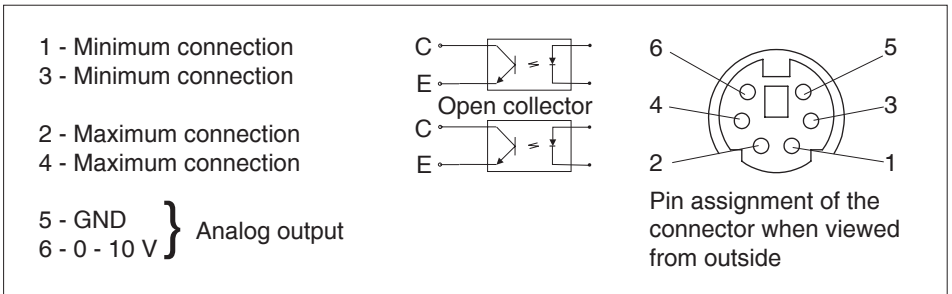 1 - Minimum connection
3 - Minimum connection
2 - Maximum connection
4 - Maximum connection
5 - GND
6 - 0 - 10 V
} Analog output
C
E
Open collector
C
E
6
5
4
3
2
1
Pin assignment of the
connector when viewed
from outside